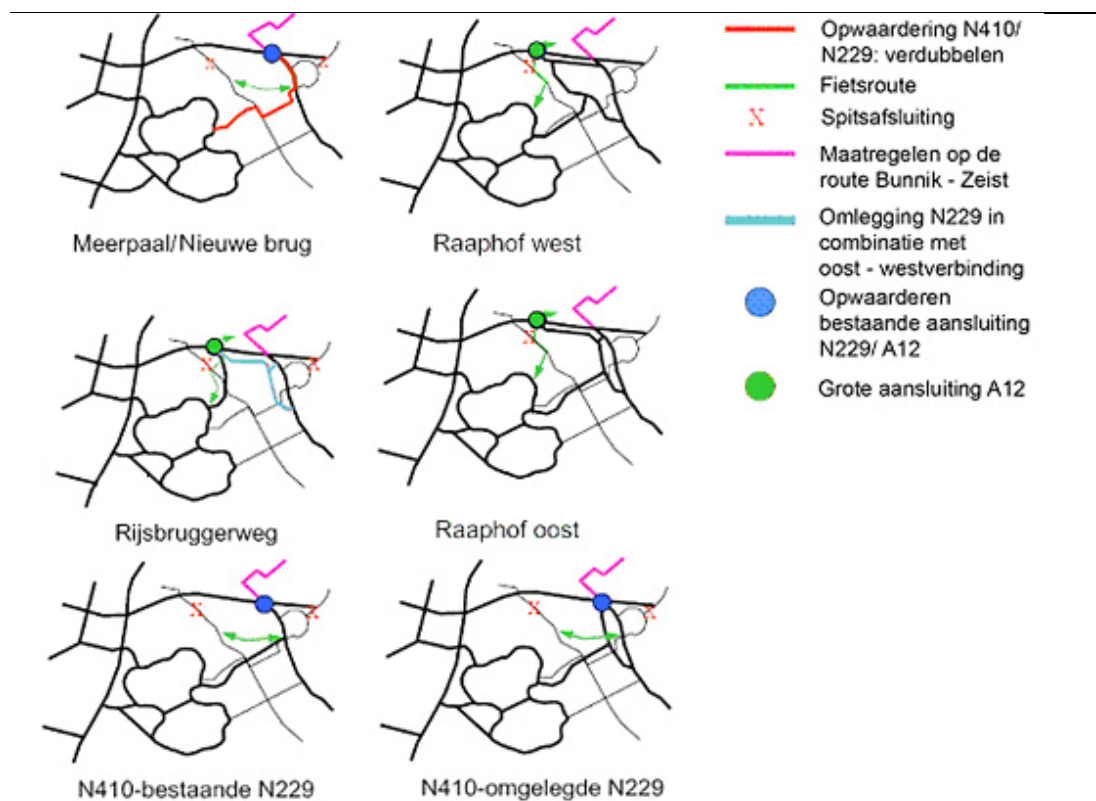 Meerpaal/Nieuwe brug
Raaphof west
Rijsbruggerweg
Raaphof oost
N410-bestaande N229
N410-omgelegde N229
Opwaardering N410/
N229: verdubbelen
Fietsroute
X Spitsafsluiting
Maatregelen op de
route Bunnik - Zeist
Omlegging N229 in
combinatie met
oost - westverbinding
Opwaarderen
bestaande aansluiting
N229/ A12
Grote aansluiting A12